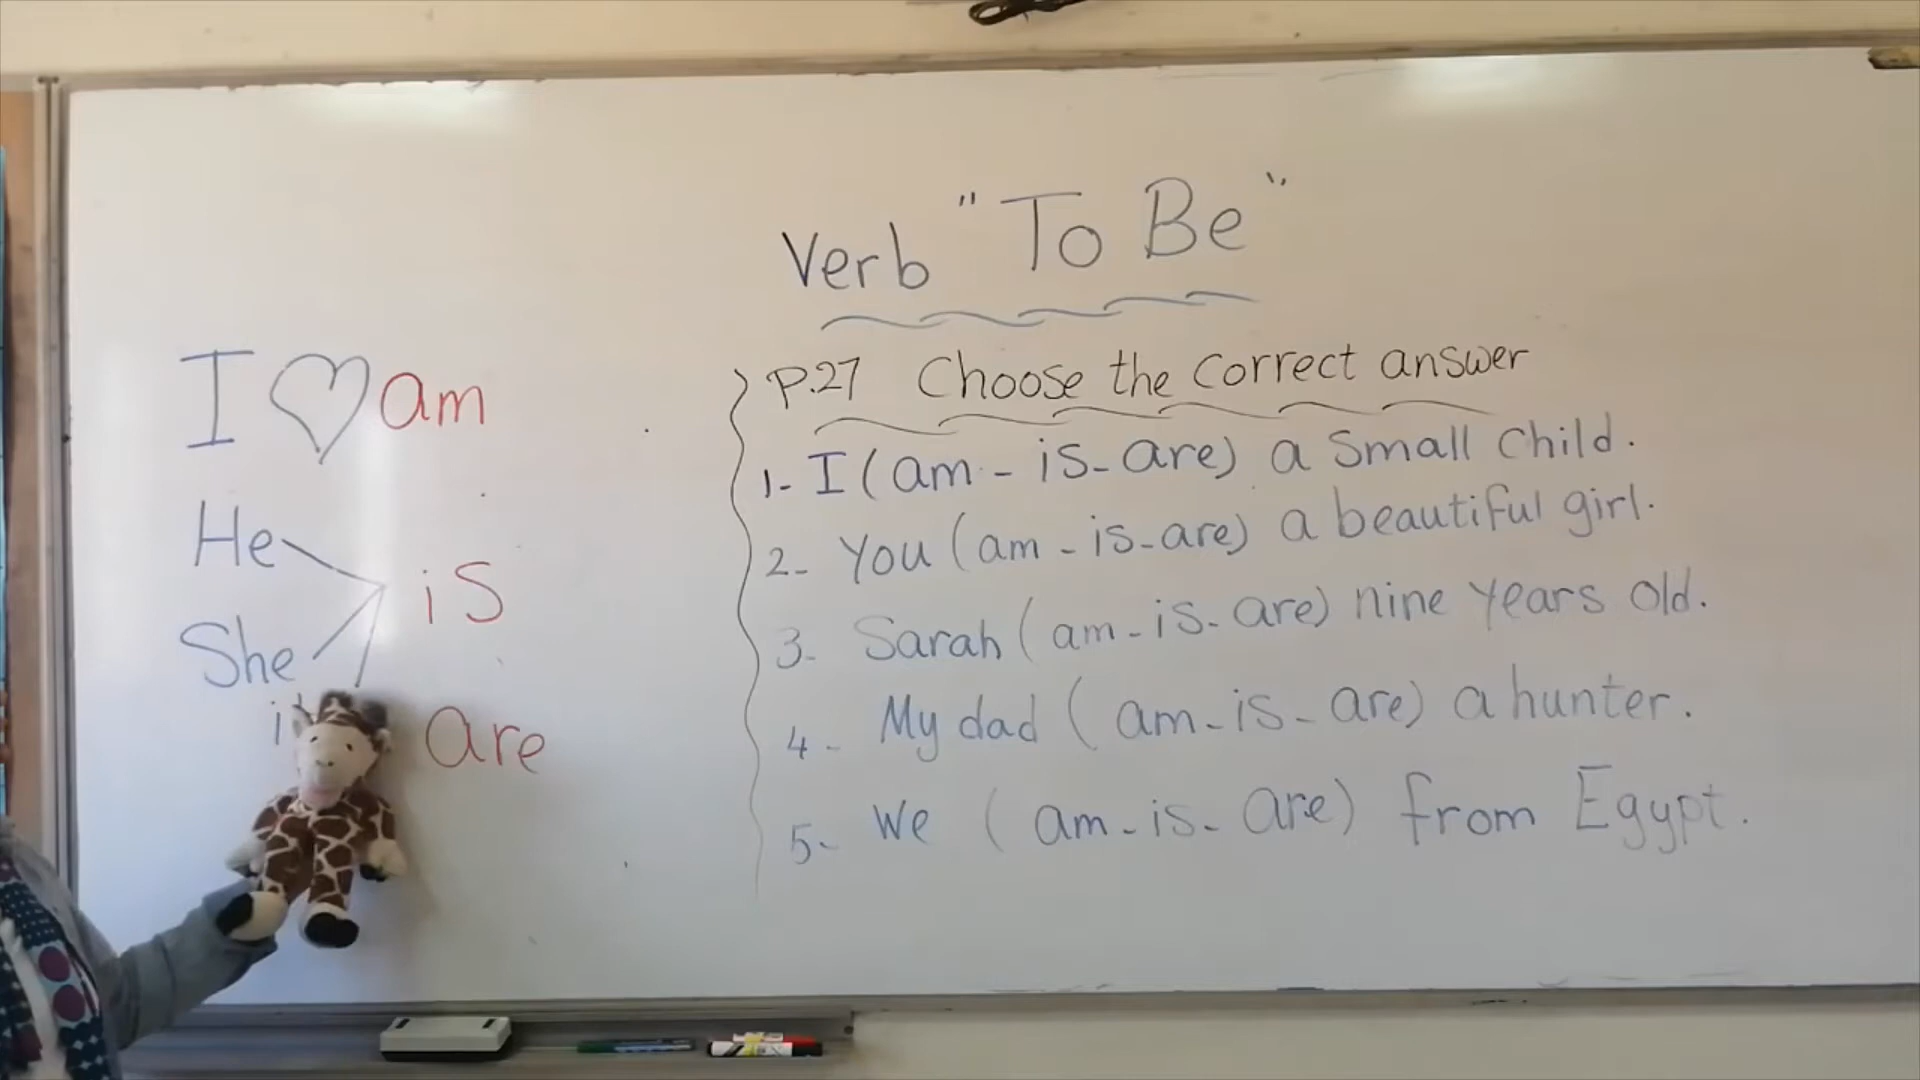 Verb "To Be"
I ♡ am
He
is
She
are
P.27 Choose the correct answer
1- I (am - is - are) a small child.
2- You (am - is - are) a beautiful girl.
3- Sarah (am - is - are) nine years old.
4- My dad (am - is - are) a hunter.
5- We (am - is - are) from Egypt.